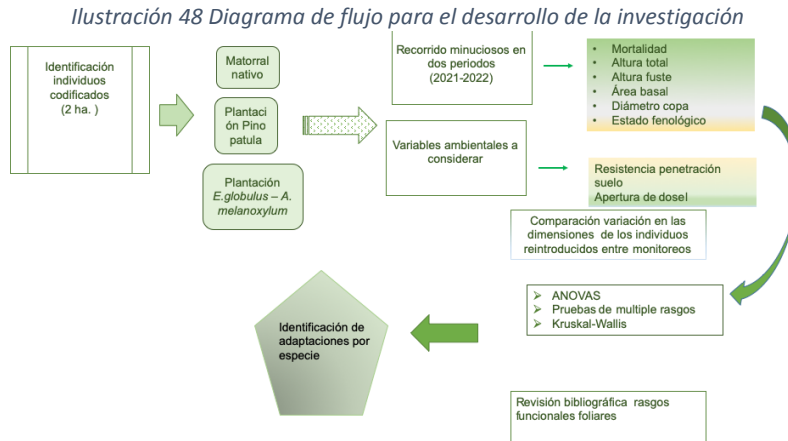 Ilustración 48 Diagrama de flujo para el desarrollo de la investigación
Identificación
individuos
codificados
(2 ha. )
Matorral
nativo
Plantaci
ón Pino
patula
Plantación
E.globulus – A.
melanoxylum
Recorrido minuciosos en
dos periodos
(2021-2022)
Variables ambientales a
considerar
• Mortalidad
• Altura total
• Altura fuste
• Área basal
• Diámetro copa
• Estado fenológico
Resistencia penetración
suelo
Apertura de dosel
Comparación variación en las
dimensiones de los individuos
reintroducidos entre monitoreos
➢ ANOVAS
➢ Pruebas de multiple rasgos
➢ Kruskal-Wallis
Identificación de
adaptaciones por
especie
Revisión bibliográfica rasgos
funcionales foliares